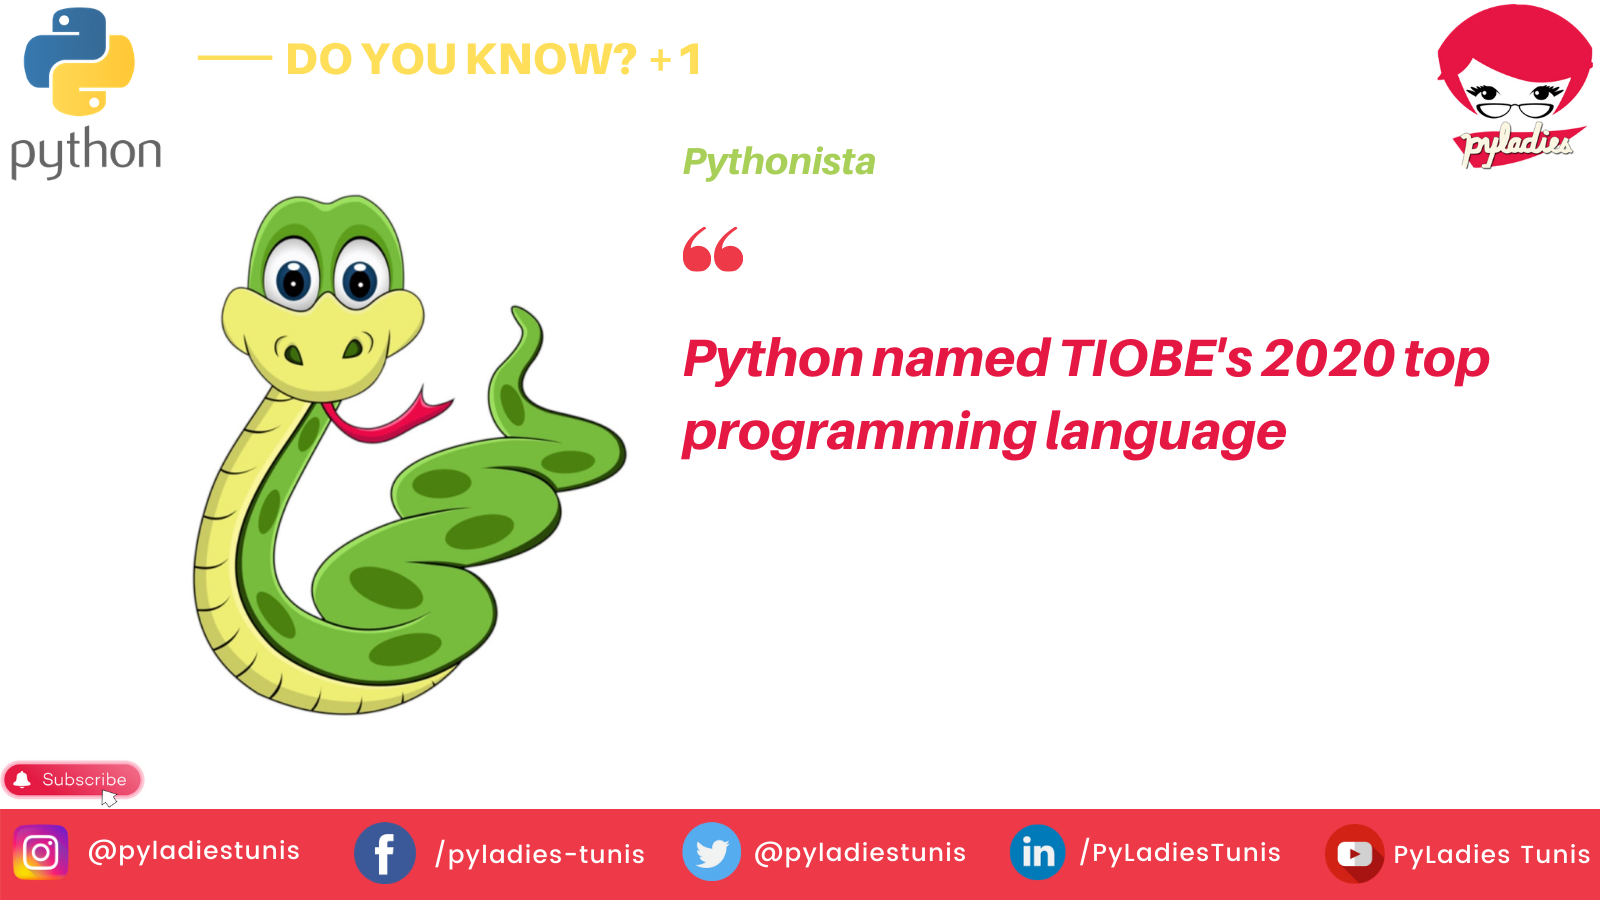 python
DO YOU KNOW? +1
pyladies
Pythonista
“
Python named TIOBE's 2020 top
programming language
Subscribe
@pyladiestunis
/pyladies-tunis
@pyladiestunis
/PyLadiesTunis
PyLadies Tunis